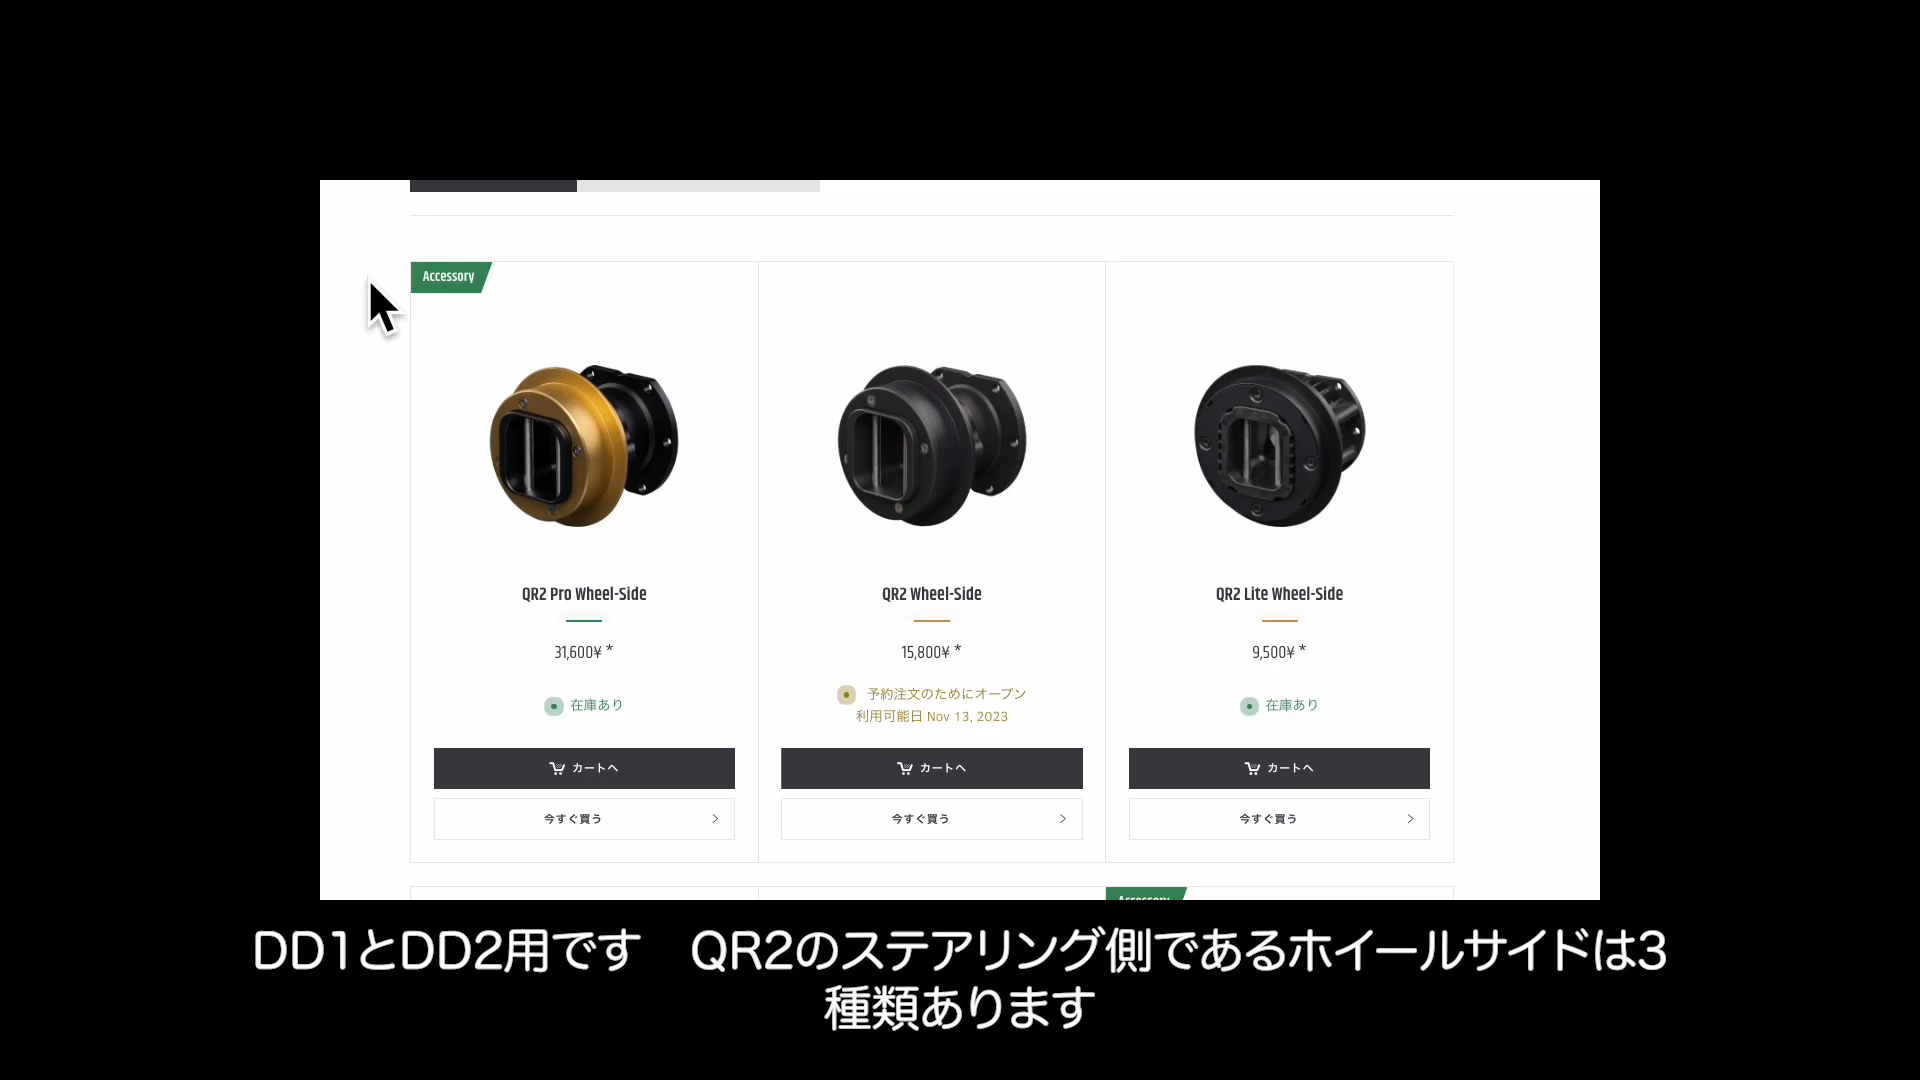 Accessory
QR2 Pro Wheel-Side
31,600¥ *
在庫あり
カートへ
今すぐ買う
QR2 Wheel-Side
15,800¥ *
予約注文のためにオープン
利用可能日 Nov 13, 2023
カートへ
今すぐ買う
QR2 Lite Wheel-Side
9,500¥ *
在庫あり
カートへ
今すぐ買う
Accessory
DD1とDD2用です　QR2のステアリング側であるホイールサイドは3
種類あります